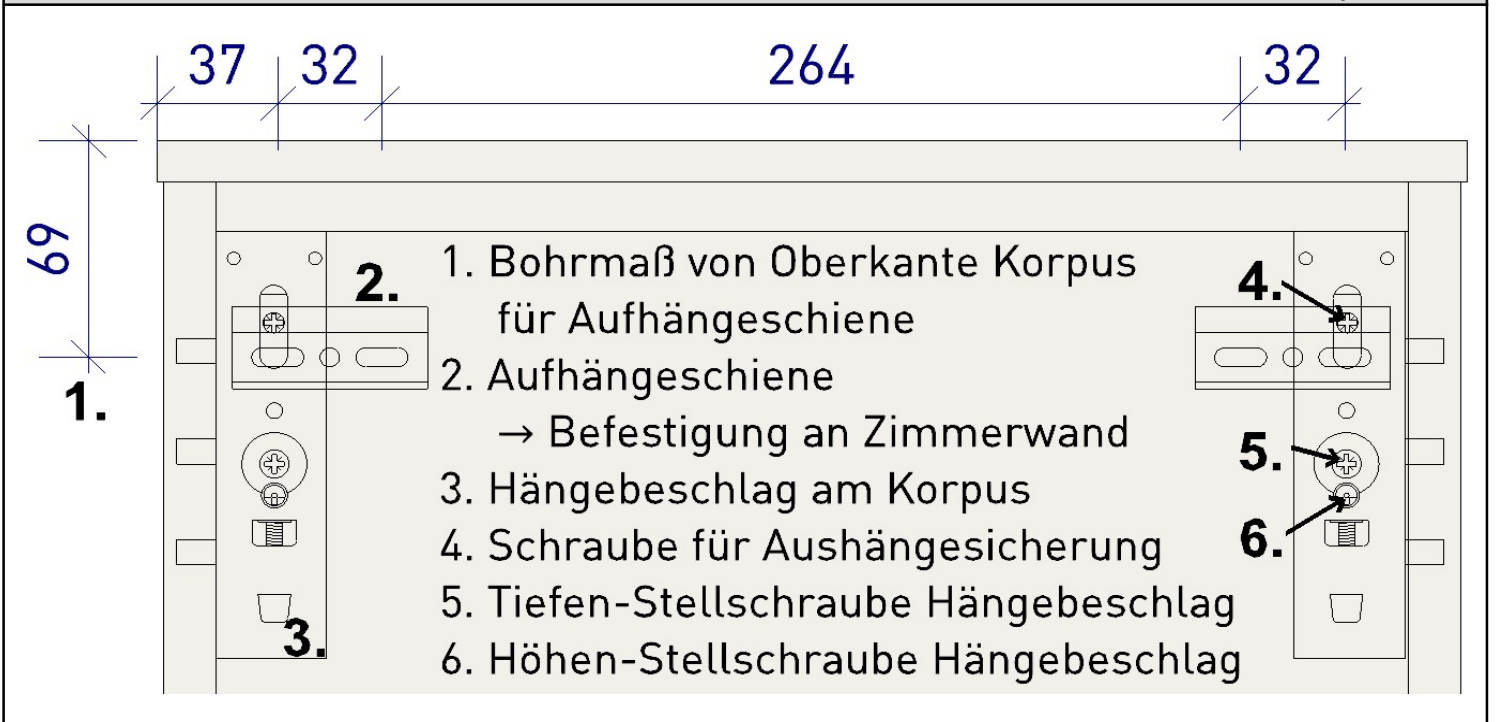 37 32 264 32
69
1.
2.
3.
4.
5.
6.
1. Bohrmaß von Oberkante Korpus
für Aufhängeschiene
2. Aufhängeschiene
→ Befestigung an Zimmerwand
3. Hängebeschlag am Korpus
4. Schraube für Aushängesicherung
5. Tiefen-Stellschraube Hängebeschlag
6. Höhen-Stellschraube Hängebeschlag